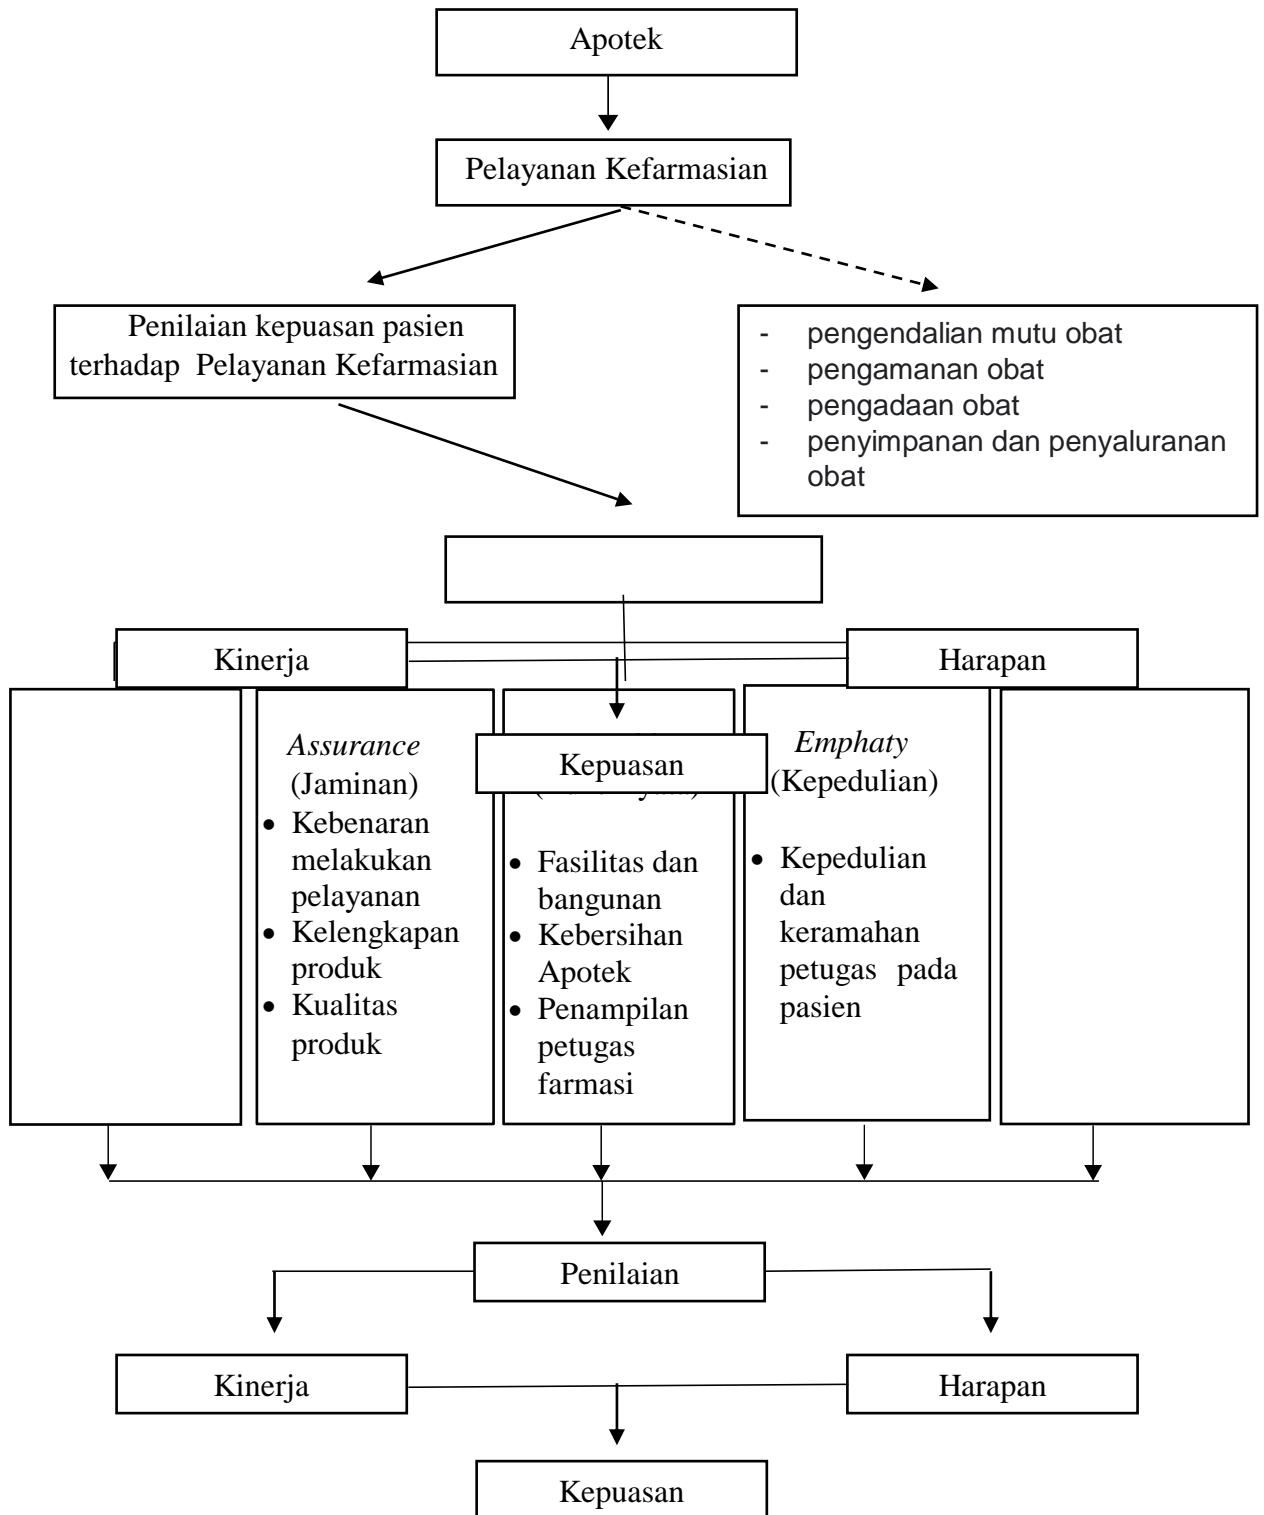 Apotek
Pelayanan Kefarmasian
Penilaian kepuasan pasien
terhadap Pelayanan Kefarmasian
- pengendalian mutu obat
- pengamanan obat
- pengadaan obat
- penyimpanan dan penyaluranan
obat
Kinerja
Harapan
Assurance
(Jaminan)
• Kebenaran
melakukan
pelayanan
• Kelengkapan
produk
• Kualitas
produk
Kepuasan
• Fasilitas dan
bangunan
• Kebersihan
Apotek
• Penampilan
petugas
farmasi
Emphaty
(Kepedulian)
• Kepedulian
dan
keramahan
petugas pada
pasien
Penilaian
Kinerja
Harapan
Kepuasan